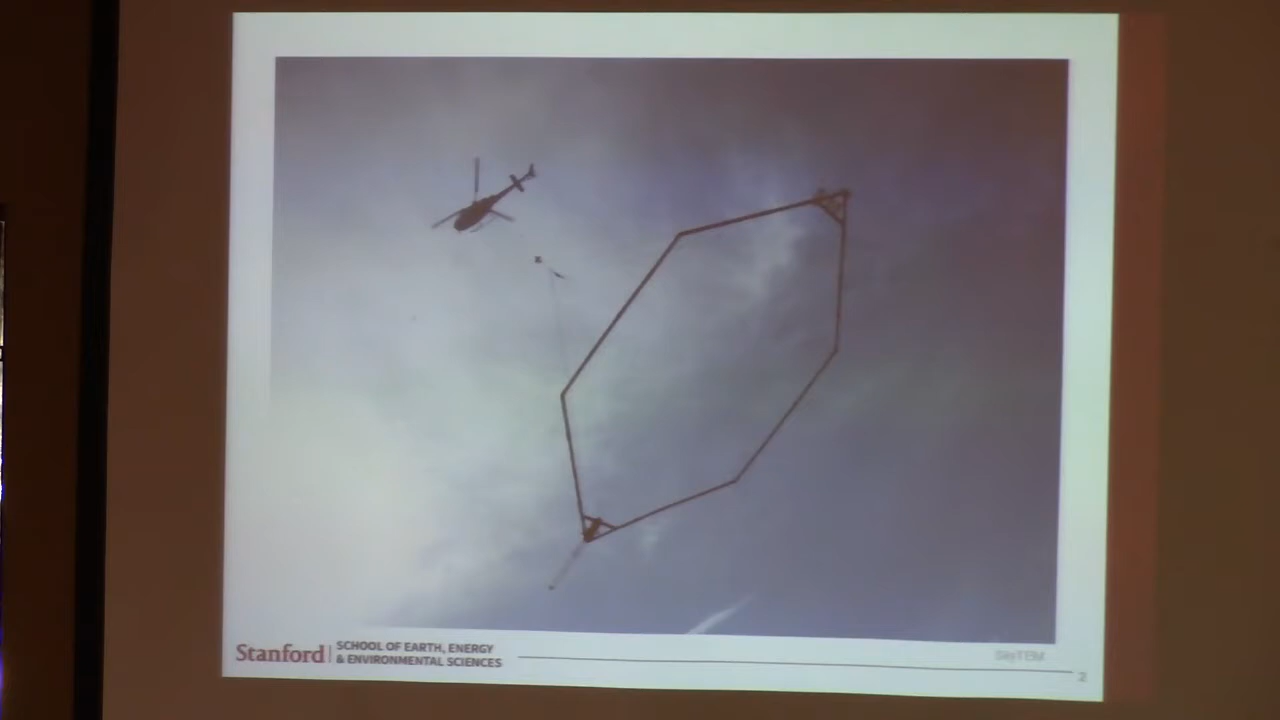 Stanford
SCHOOL OF EARTH, ENERGY
& ENVIRONMENTAL SCIENCES
SkyTEM
2